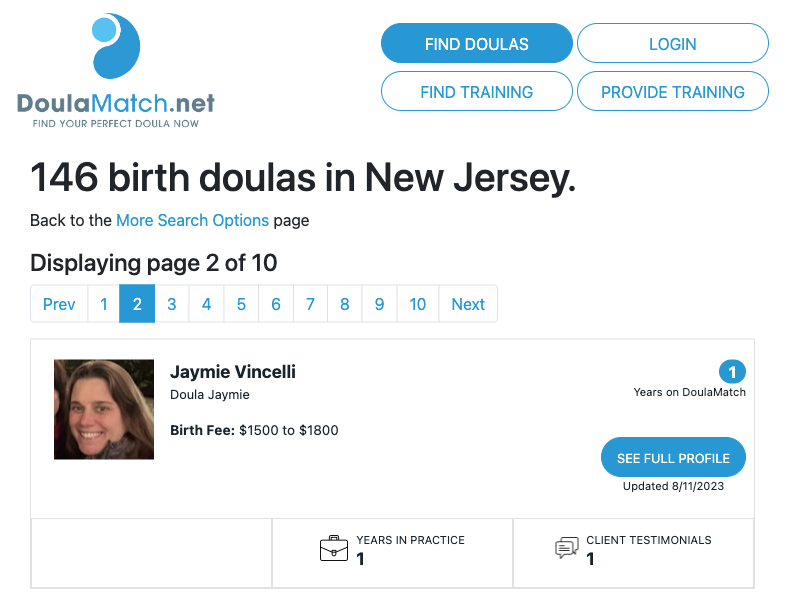 DoulaMatch.net
FIND YOUR PERFECT DOULA NOW
FIND DOULAS
LOGIN
FIND TRAINING
PROVIDE TRAINING
146 birth doulas in New Jersey.
Back to the More Search Options page
Displaying page 2 of 10
Prev 1 2 3 4 5 6 7 8 9 10 Next
Jaymie Vincelli
Doula Jaymie
Birth Fee: $1500 to $1800
1
Years on DoulaMatch
SEE FULL PROFILE
Updated 8/11/2023
YEARS IN PRACTICE
1
CLIENT TESTIMONIALS
1